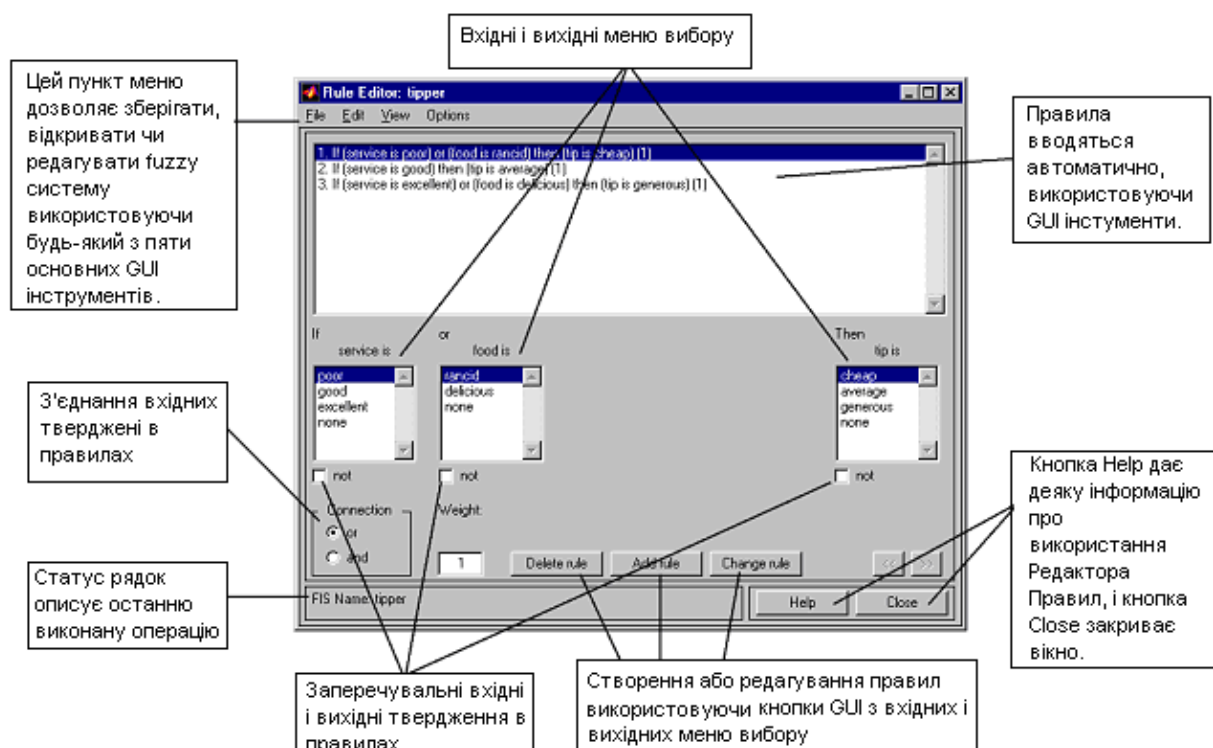 Вхідні і вихідні меню вибору
Цей пункт меню
дозволяє зберігати,
відкривати чи
редагувати fuzzy
систему
використовуючи
будь-який з пяти
основних GUI
інструментів.
Rule Editor: tipper
File Edit View Options
1. If (service is poor) or (food is rancid) then (tip is cheap) (1)
2. If (service is good) then (tip is average) (1)
3. If (service is excellent) or (food is delicious) then (tip is generous) (1)
Правила
вводяться
автоматично,
використовуючи
GUI інстументи.
If or Then
service is food is tip is
poor rancid cheap
good delicious average
excellent none generous
none none
not not not
З'єднання вхідних
тверджені в
правилах
Connection Weight:
or
and 1 Delete rule Add rule Change rule << >>
FIS Name: tipper Help Close
Статус рядок
описує останню
виконану операцію
Кнопка Help дає
деяку інформацію
про
використання
Редактора
Правил, і кнопка
Close закриває
вікно.
Заперечувальні вхідні
і вихідні твердження в
правилах
Створення або редагування правил
використовуючи кнопки GUI з вхідних і
вихідних меню вибору